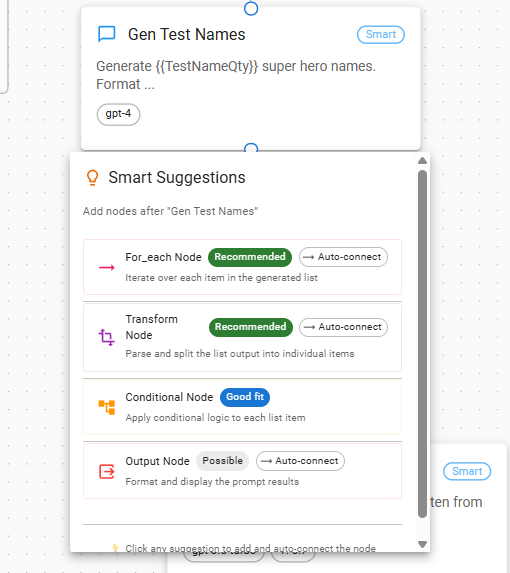 Gen Test Names
Smart
Generate {{TestNameQty}} super hero names.
Format ...
gpt-4
Smart Suggestions
Add nodes after "Gen Test Names"
For_each Node
Recommended
→ Auto-connect
Iterate over each item in the generated list
Transform
Node
Recommended
→ Auto-connect
Parse and split the list output into individual items
Conditional Node
Good fit
Apply conditional logic to each list item
Output Node
Possible
→ Auto-connect
Format and display the prompt results
Smart
ten from
Click any suggestion to add and auto-connect the node